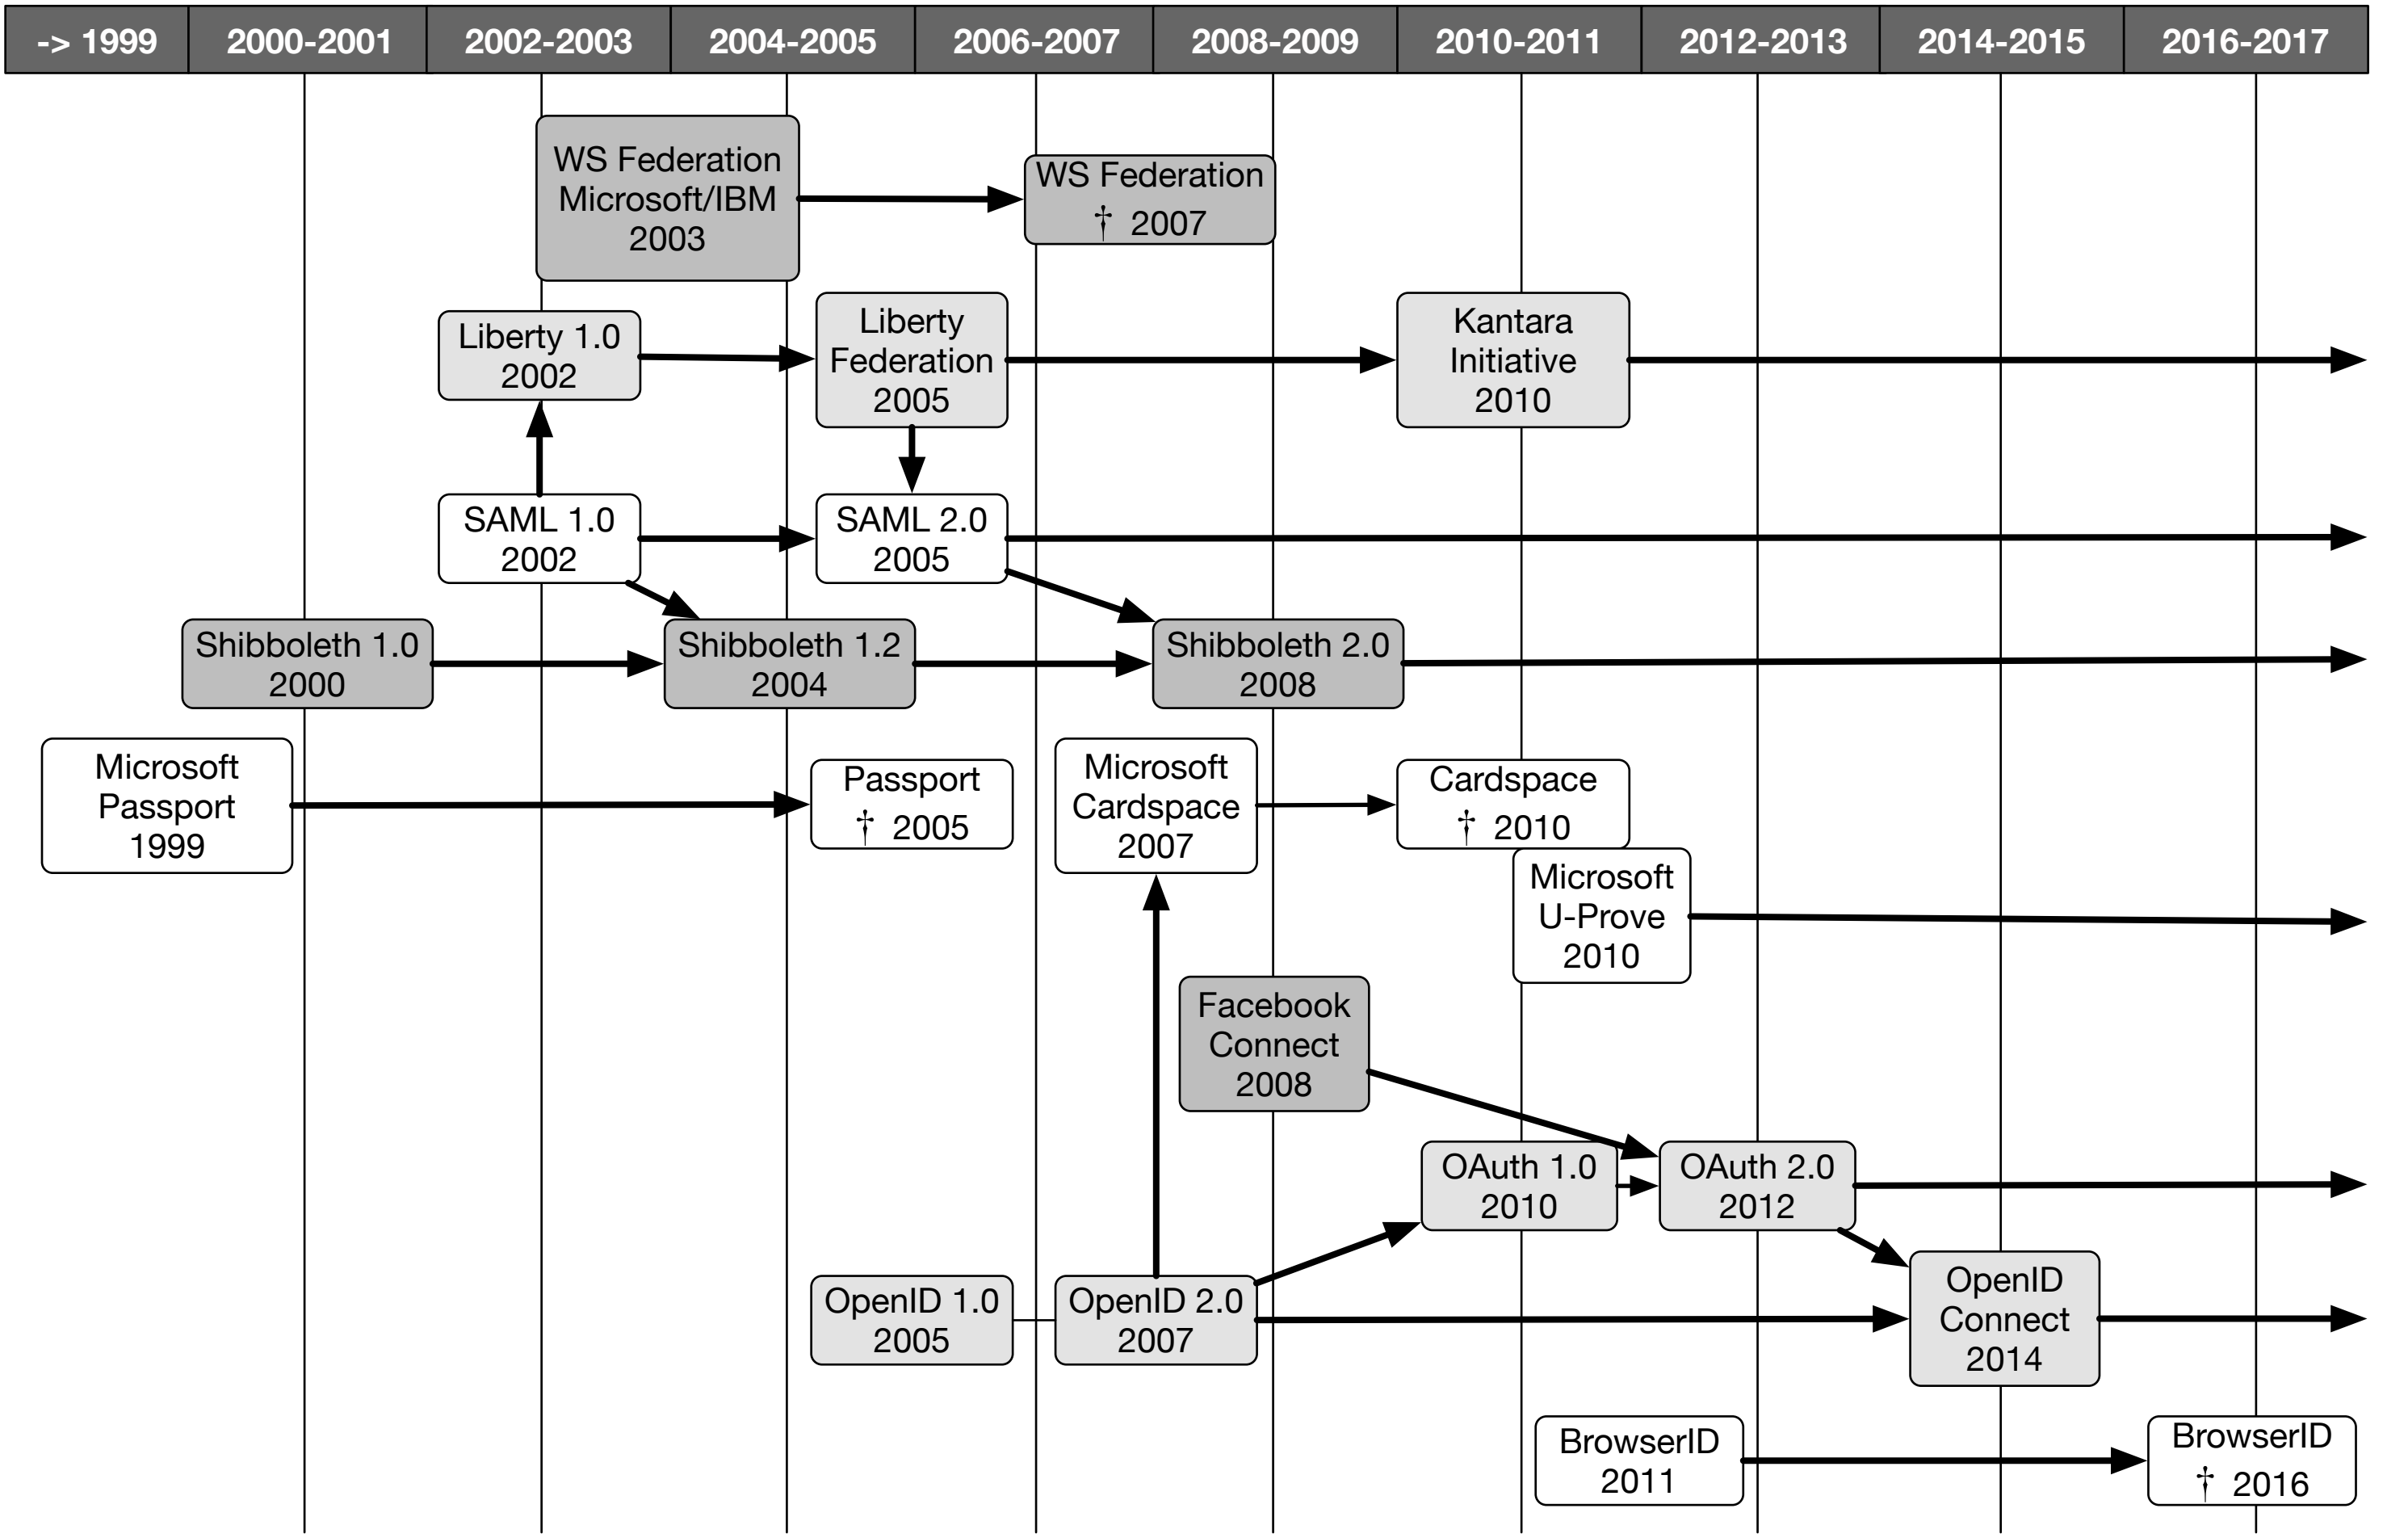 -> 1999
2000-2001
2002-2003
2004-2005
2006-2007
2008-2009
2010-2011
2012-2013
2014-2015
2016-2017
WS Federation
Microsoft/IBM
2003
WS Federation
† 2007
Liberty 1.0
2002
Liberty
Federation
2005
Kantara
Initiative
2010
SAML 1.0
2002
SAML 2.0
2005
Shibboleth 1.0
2000
Shibboleth 1.2
2004
Shibboleth 2.0
2008
Microsoft
Passport
1999
Passport
† 2005
Microsoft
Cardspace
2007
Cardspace
† 2010
Microsoft
U-Prove
2010
Facebook
Connect
2008
OAuth 1.0
2010
OAuth 2.0
2012
OpenID 1.0
2005
OpenID 2.0
2007
OpenID
Connect
2014
BrowserID
2011
BrowserID
† 2016